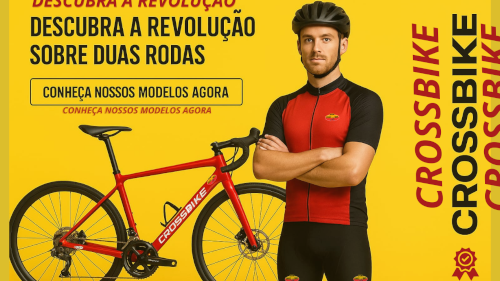 DESCUBRA A REVOLUÇÃO
DESCUBRA A REVOLUÇÃO
SOBRE DUAS RODAS
CONHEÇA NOSSOS MODELOS AGORA
CONHEÇA NOSSOS MODELOS AGORA
CROSSBIKE
CROSSBIKE
CROSSBIKE
CROSSBIKE